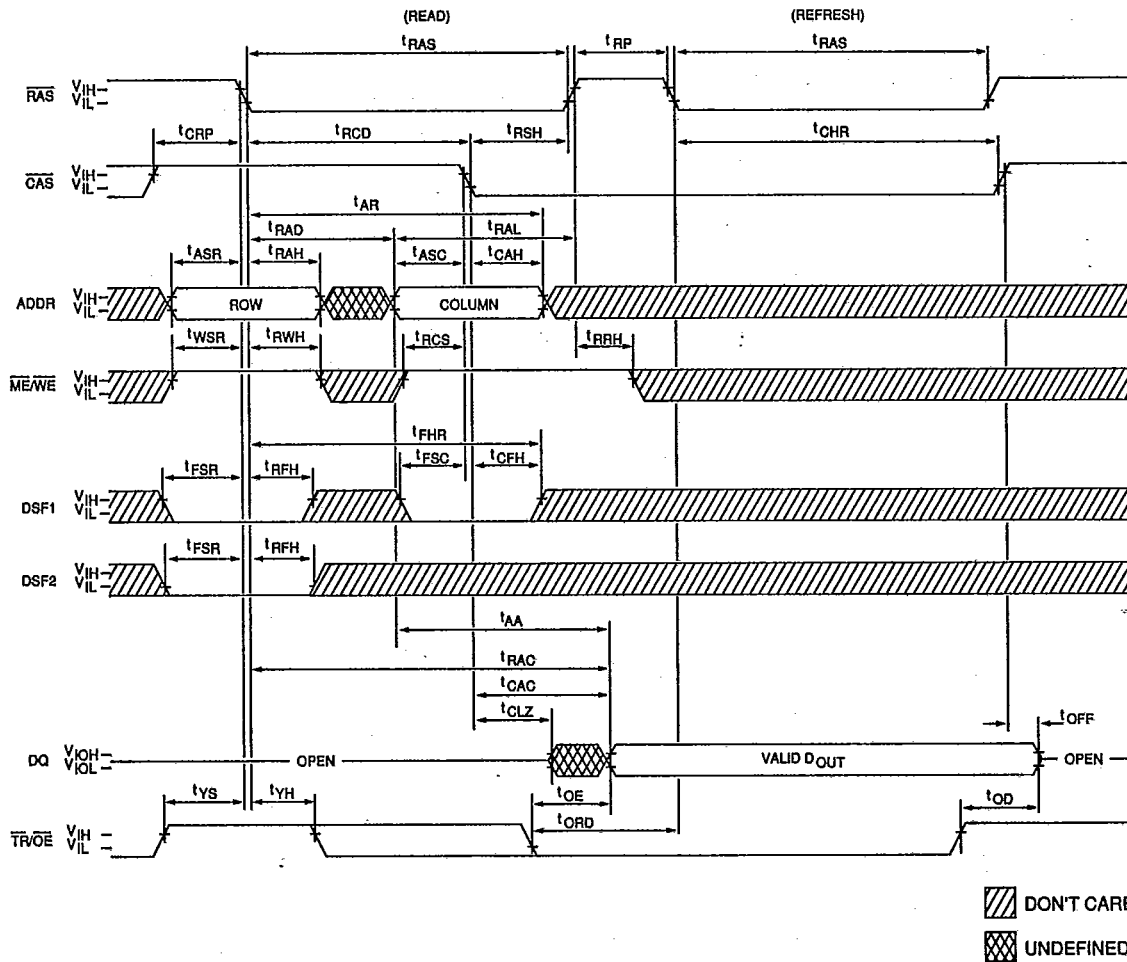 (READ) (REFRESH)
tRAS tRP tRAS
RAS VIH VIL
tCRP tRCD tRSH tCHR
CAS VIH VIL
tAR
tRAD tRAL
tASR tRAH tASC tCAH
ADDR VIH VIL ROW COLUMN
tWSR tRWH tRCS tRRH
ME/WE VIH VIL
tFHR
tFSR tRFH tFSC tCFH
DSF1 VIH VIL
tFSR tRFH
DSF2 VIH VIL
tAA
tRAC
tCAC
tCLZ tOFF
DQ VIOH VIOL OPEN VALID DOUT OPEN
tYS tYH tOE tOD
tORD
TR/OE VIH VIL
DON'T CARE
UNDEFINED